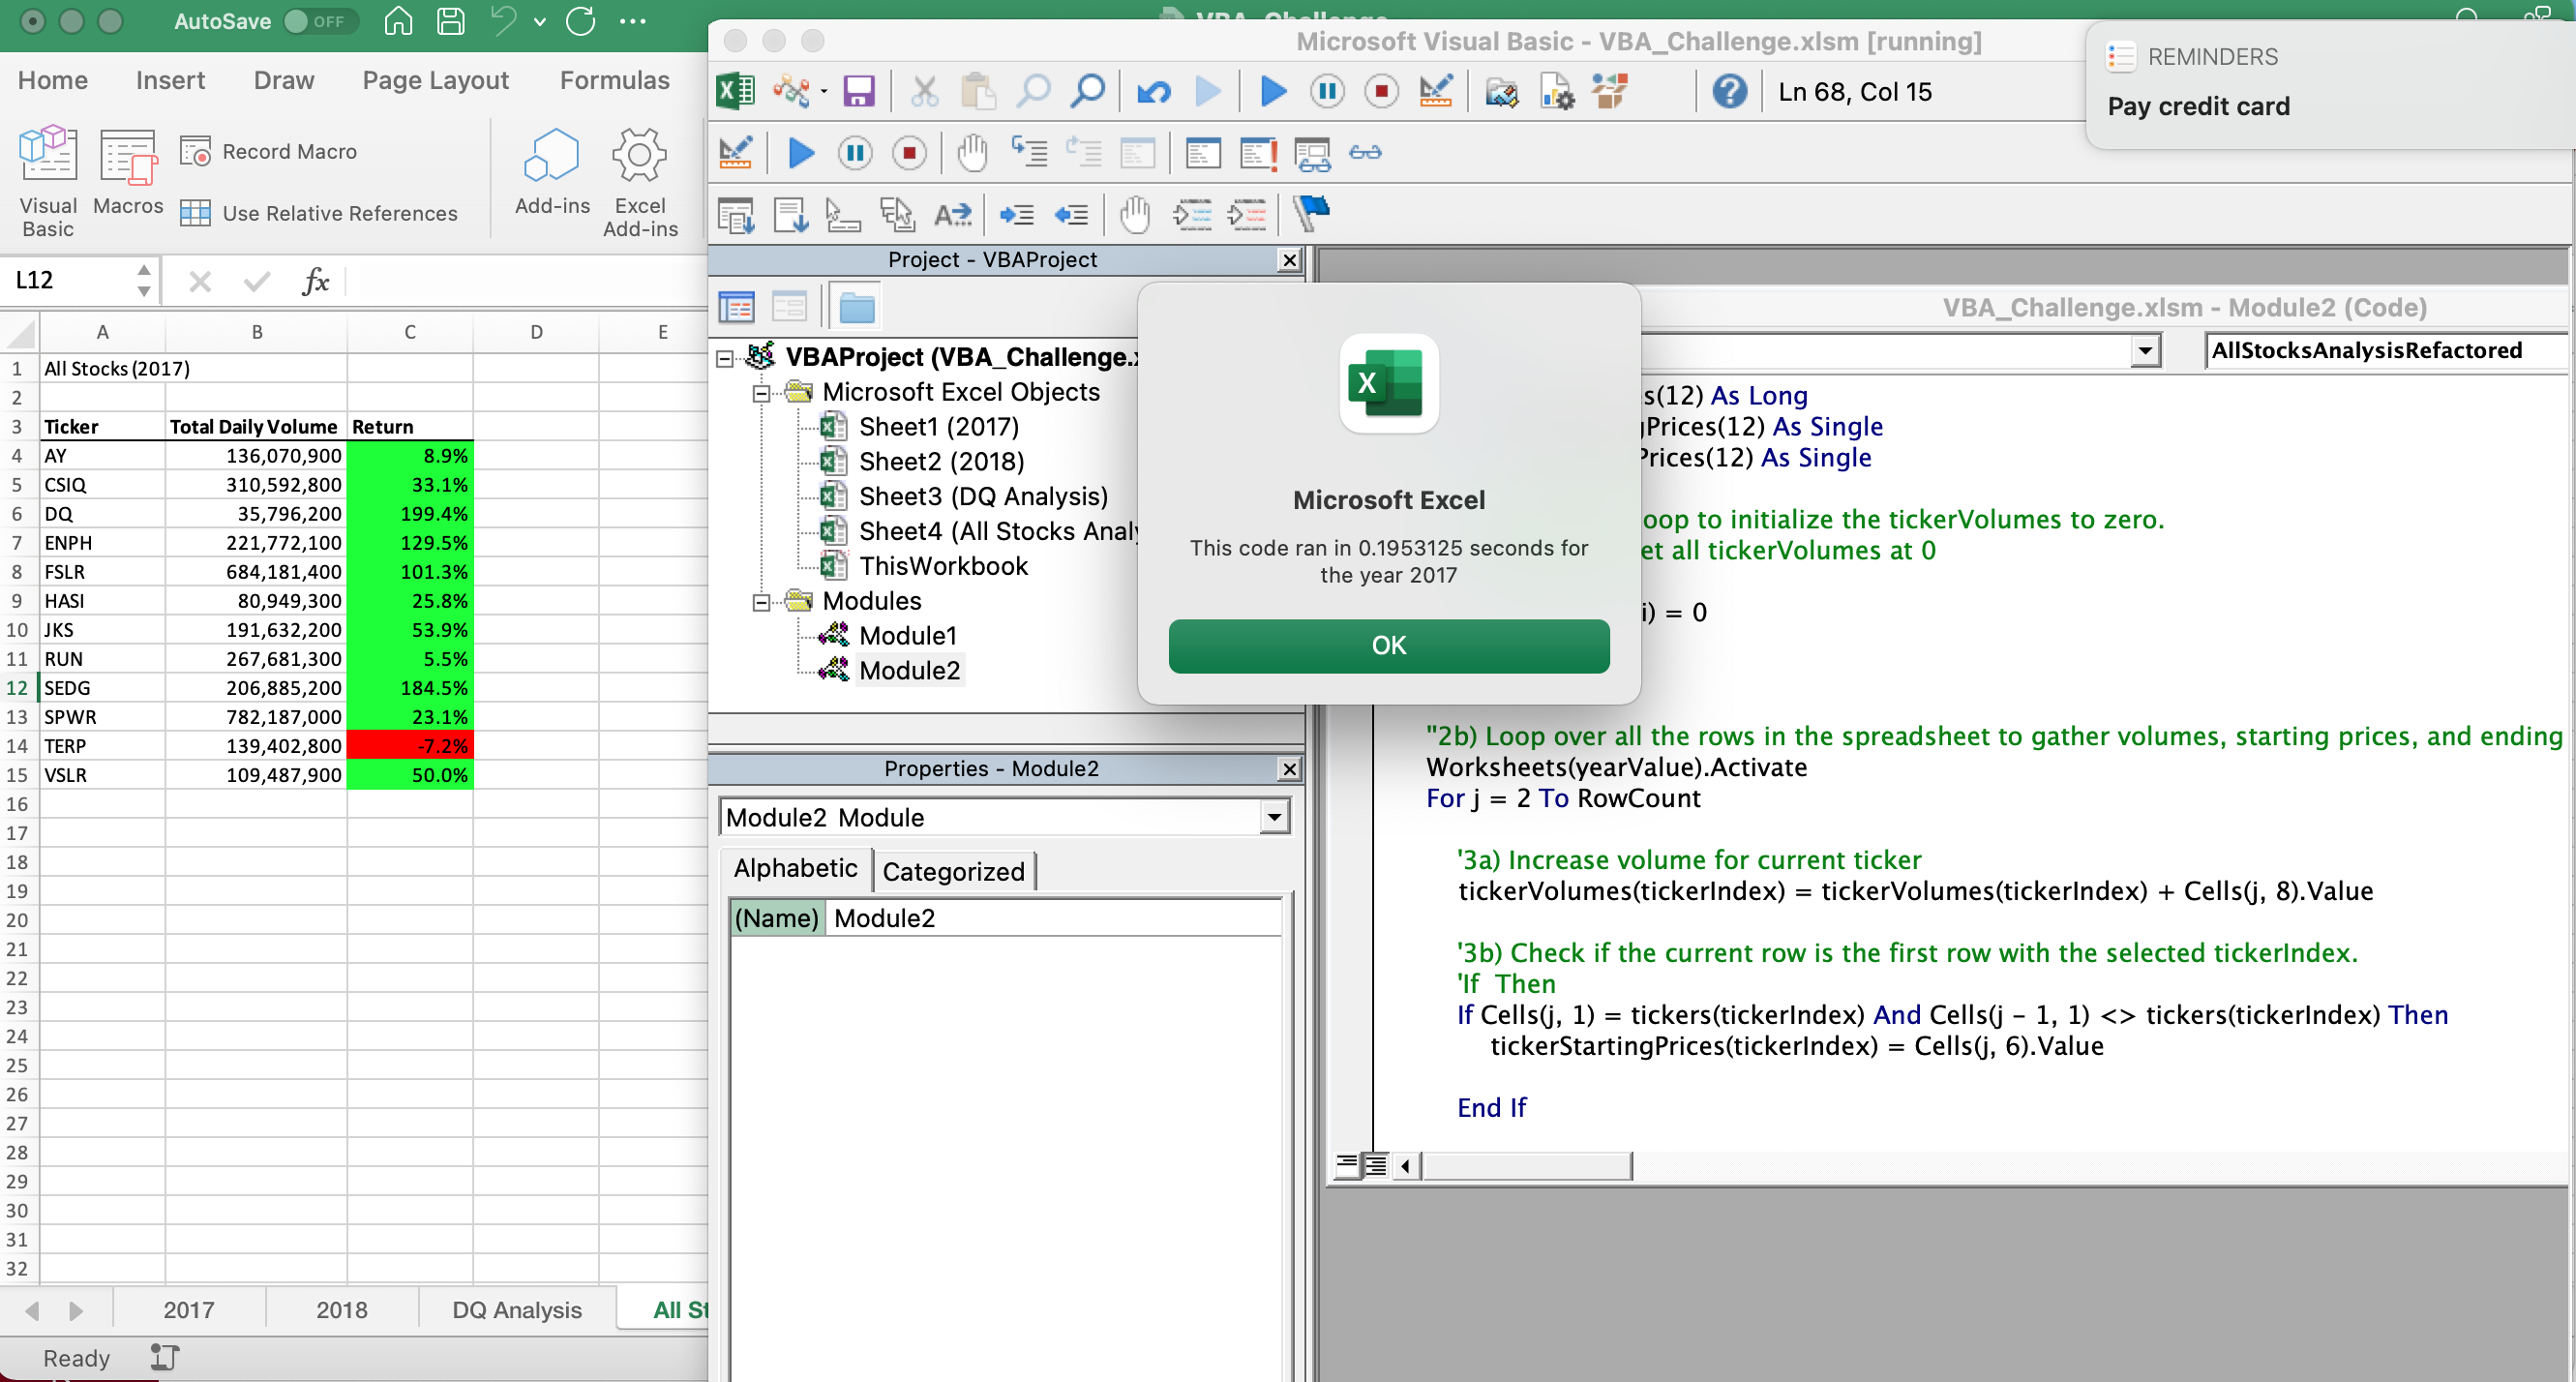 AutoSave OFF
Home Insert Draw Page Layout Formulas
Visual Basic
Macros
Record Macro
Use Relative References
Add-ins
Excel Add-ins
L12 fx
A B C D E
1 All Stocks (2017)
2
3 Ticker Total Daily Volume Return
4 AY 136,070,900 8.9%
5 CSIQ 310,592,800 33.1%
6 DQ 35,796,200 199.4%
7 ENPH 221,772,100 129.5%
8 FSLR 684,181,400 101.3%
9 HASI 80,949,300 25.8%
10 JKS 191,632,200 53.9%
11 RUN 267,681,300 5.5%
12 SEDG 206,885,200 184.5%
13 SPWR 782,187,000 23.1%
14 TERP 139,402,800 -7.2%
15 VSLR 109,487,900 50.0%
16
17
18
19
20
21
22
23
24
25
26
27
28
29
30
31
32
2017 2018 DQ Analysis All St
Ready
Microsoft Visual Basic - VBA_Challenge.xlsm [running]
Ln 68, Col 15
REMINDERS
Pay credit card
Project - VBAProject
VBAProject (VBA_Challenge.x
Microsoft Excel Objects
Sheet1 (2017)
Sheet2 (2018)
Sheet3 (DQ Analysis)
Sheet4 (All Stocks Analy
ThisWorkbook
Modules
Module1
Module2
Properties - Module2
Module2 Module
Alphabetic Categorized
(Name) Module2
Microsoft Excel
This code ran in 0.1953125 seconds for
the year 2017
OK
VBA_Challenge.xlsm - Module2 (Code)
AllStocksAnalysisRefactored
s(12) As Long
gPrices(12) As Single
Prices(12) As Single
oop to initialize the tickerVolumes to zero.
et all tickerVolumes at 0
i) = 0
"2b) Loop over all the rows in the spreadsheet to gather volumes, starting prices, and ending
Worksheets(yearValue).Activate
For j = 2 To RowCount
'3a) Increase volume for current ticker
tickerVolumes(tickerIndex) = tickerVolumes(tickerIndex) + Cells(j, 8).Value
'3b) Check if the current row is the first row with the selected tickerIndex.
'If  Then
If Cells(j, 1) = tickers(tickerIndex) And Cells(j - 1, 1) <> tickers(tickerIndex) Then
tickerStartingPrices(tickerIndex) = Cells(j, 6).Value
End If